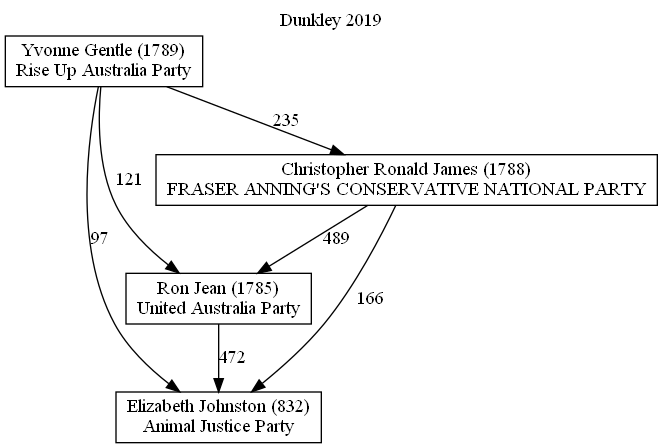 Dunkley 2019
Yvonne Gentle (1789)
Rise Up Australia Party
235
Christopher Ronald James (1788)
FRASER ANNING'S CONSERVATIVE NATIONAL PARTY
121
97
489
Ron Jean (1785)
United Australia Party
166
472
Elizabeth Johnston (832)
Animal Justice Party